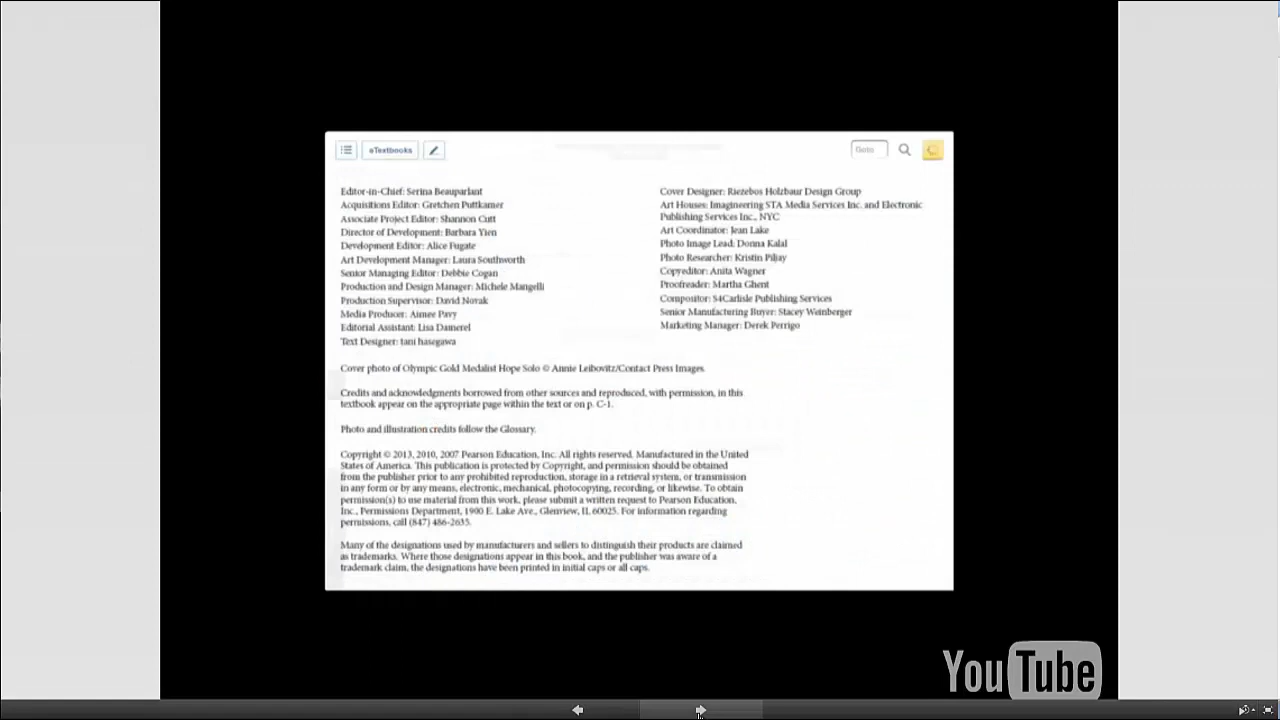 eTextbooks
Goto
Editor-in-Chief: Serina Beauparlant
Acquisitions Editor: Gretchen Puttkamer
Associate Project Editor: Shannon Cutt
Director of Development: Barbara Yien
Development Editor: Alice Fugate
Art Development Manager: Laura Southworth
Senior Managing Editor: Debbie Cogan
Production and Design Manager: Michele Mangelli
Production Supervisor: David Novak
Media Producer: Aimee Pavy
Editorial Assistant: Lisa Damerel
Text Designer: tani hasegawa
Cover Designer: Riezebos Holzbaur Design Group
Art Houses: Imagineering STA Media Services Inc. and Electronic
Publishing Services Inc., NYC
Art Coordinator: Jean Lake
Photo Image Lead: Donna Kalal
Photo Researcher: Kristin Piljay
Copyeditor: Anita Wagner
Proofreader: Martha Ghent
Compositor: S4Carlisle Publishing Services
Senior Manufacturing Buyer: Stacey Weinberger
Marketing Manager: Derek Perrigo
Cover photo of Olympic Gold Medalist Hope Solo © Annie Leibovitz/Contact Press Images.
Credits and acknowledgments borrowed from other sources and reproduced, with permission, in this
textbook appear on the appropriate page within the text or on p. C-1.
Photo and illustration credits follow the Glossary.
Copyright © 2013, 2010, 2007 Pearson Education, Inc. All rights reserved. Manufactured in the United
States of America. This publication is protected by Copyright, and permission should be obtained
from the publisher prior to any prohibited reproduction, storage in a retrieval system, or transmission
in any form or by any means, electronic, mechanical, photocopying, recording, or likewise. To obtain
permission(s) to use material from this work, please submit a written request to Pearson Education,
Inc., Permissions Department, 1900 E. Lake Ave., Glenview, IL 60025. For information regarding
permissions, call (847) 486-2635.
Many of the designations used by manufacturers and sellers to distinguish their products are claimed
as trademarks. Where those designations appear in this book, and the publisher was aware of a
trademark claim, the designations have been printed in initial caps or all caps.
YouTube